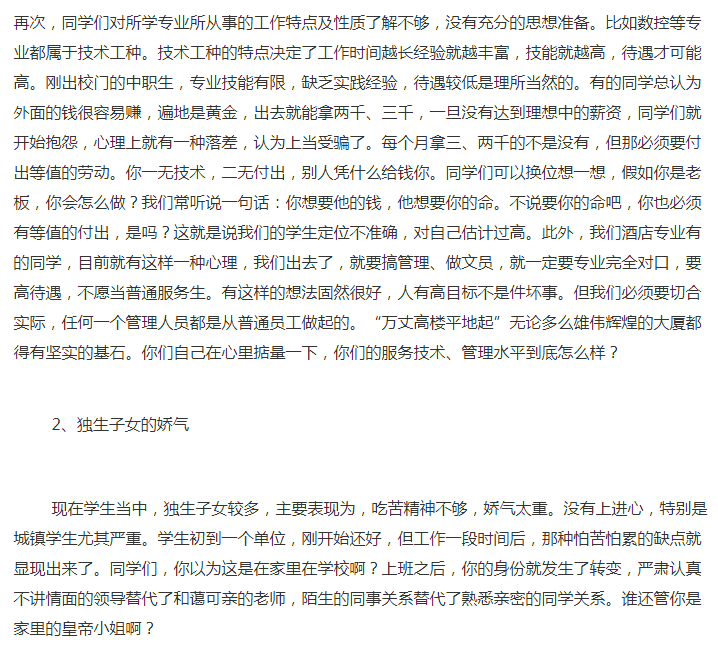 再次，同学们对所学专业所从事的工作特点及性质了解不够，没有充分的思想准备。比如数控等专
业都属于技术工种。技术工种的特点决定了工作时间越长经验就越丰富，技能就越高，待遇才可能
高。刚出校门的中职生，专业技能有限，缺乏实践经验，待遇较低是理所当然的。有的同学总认为
外面的钱很容易赚，遍地是黄金，出去就能拿两千、三千，一旦没有达到理想中的薪资，同学们就
开始抱怨，心理上就有一种落差，认为上当受骗了。每个月拿三、两千的不是没有，但那必须要付
出等值的劳动。你一无技术，二无付出，别人凭什么给钱你。同学们可以换位想一想，假如你是老
板，你会怎么做？我们常听说一句话：你想要他的钱，他想要你的命。不说要你的命吧，你也必须
有等值的付出，是吗？这就是说我们的学生定位不准确，对自己估计过高。此外，我们酒店专业有
的同学，目前就有这样一种心理，我们出去了，就要搞管理、做文员，就一定要专业完全对口，要
高待遇，不愿当普通服务生。有这样的想法固然很好，人有高目标不是件坏事。但我们必须要切合
实际，任何一个管理人员都是从普通员工做起的。“万丈高楼平地起”无论多么雄伟辉煌的大厦都
得有坚实的基石。你们自己在心里掂量一下，你们的服务技术、管理水平到底怎么样？
2、独生子女的娇气
现在学生当中，独生子女较多，主要表现为，吃苦精神不够，娇气太重。没有上进心，特别是
城镇学生尤其严重。学生初到一个单位，刚开始还好，但工作一段时间后，那种怕苦怕累的缺点就
显现出来了。同学们，你以为这是在家里在学校啊？上班之后，你的身份就发生了转变，严肃认真
不讲情面的领导替代了和蔼可亲的老师，陌生的同事关系替代了熟悉亲密的同学关系。谁还管你是
家里的皇帝小姐啊？